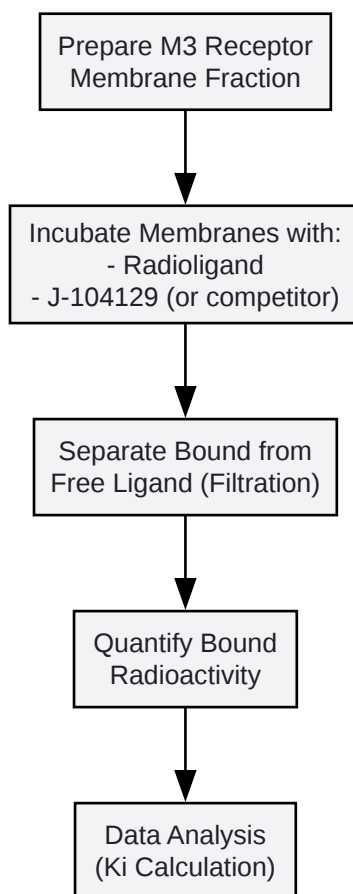 Prepare M3 Receptor
Membrane Fraction
Incubate Membranes with:
- Radioligand
- J-104129 (or competitor)
Separate Bound from
Free Ligand (Filtration)
Quantify Bound
Radioactivity
Data Analysis
(Ki Calculation)